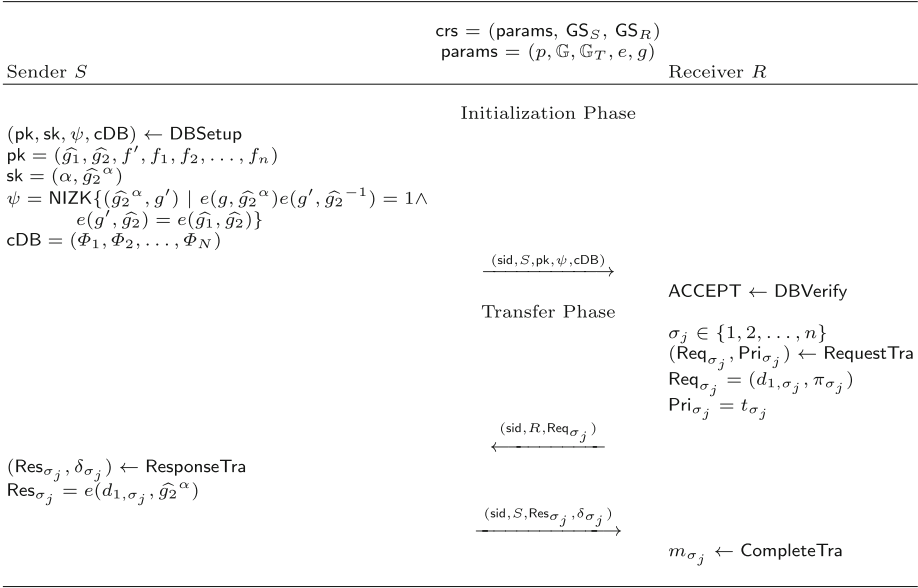 crs = (params, GS_S, GS_R)
params = (p, 𝔾, 𝔾_T, e, g)
Sender S
Receiver R
Initialization Phase
(pk, sk, ψ, cDB) ← DBSetup
pk = (ĝ_1, ĝ_2, f′, f_1, f_2, . . . , f_n)
sk = (α, ĝ_2^α)
ψ = NIZK{(ĝ_2^α, g′) | e(g, ĝ_2^α)e(g′, ĝ_2^{−1}) = 1∧
e(g′, ĝ_2) = e(ĝ_1, ĝ_2)}
cDB = (Φ_1, Φ_2, . . . , Φ_N)
(sid, S, pk, ψ, cDB)
ACCEPT ← DBVerify
Transfer Phase
σ_j ∈ {1, 2, . . . , n}
(Req_{σ_j}, Pri_{σ_j}) ← RequestTra
Req_{σ_j} = (d_{1,σ_j}, π_{σ_j})
Pri_{σ_j} = t_{σ_j}
(sid, R, Req_{σ_j})
(Res_{σ_j}, δ_{σ_j}) ← ResponseTra
Res_{σ_j} = e(d_{1,σ_j}, ĝ_2^α)
(sid, S, Res_{σ_j}, δ_{σ_j})
m_{σ_j} ← CompleteTra